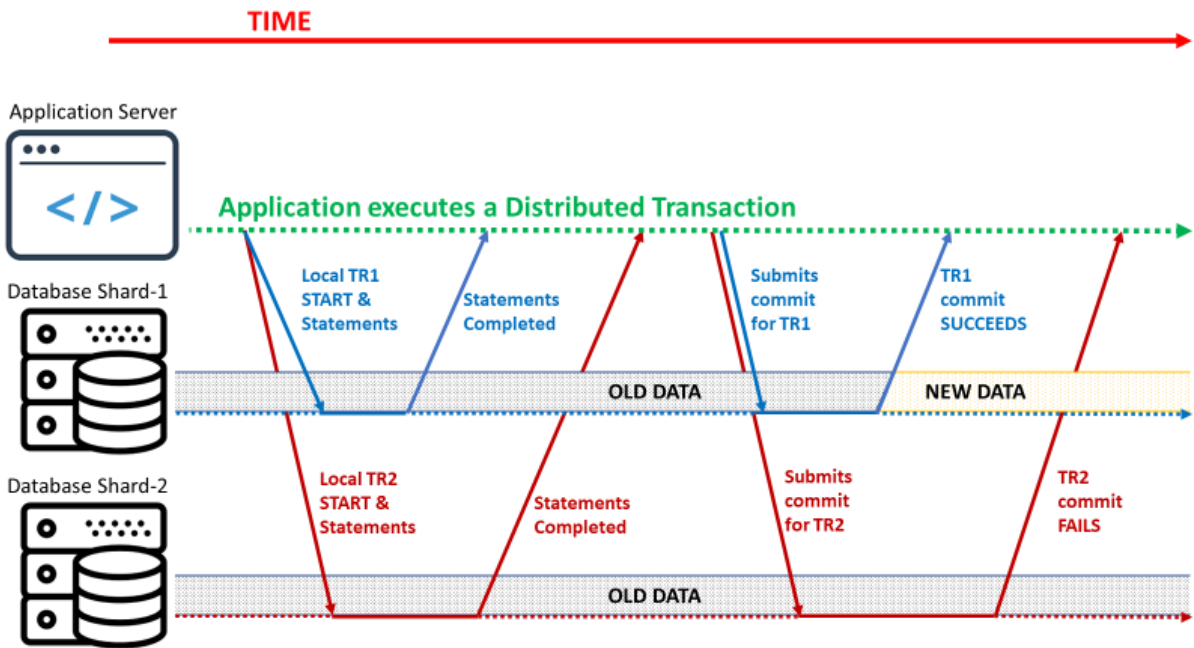 TIME
Application Server
</>
Application executes a Distributed Transaction
Database Shard-1
Local TR1
START &
Statements
Statements
Completed
Submits
commit
for TR1
TR1
commit
SUCCEEDS
OLD DATA
NEW DATA
Database Shard-2
Local TR2
START &
Statements
Statements
Completed
Submits
commit
for TR2
TR2
commit
FAILS
OLD DATA